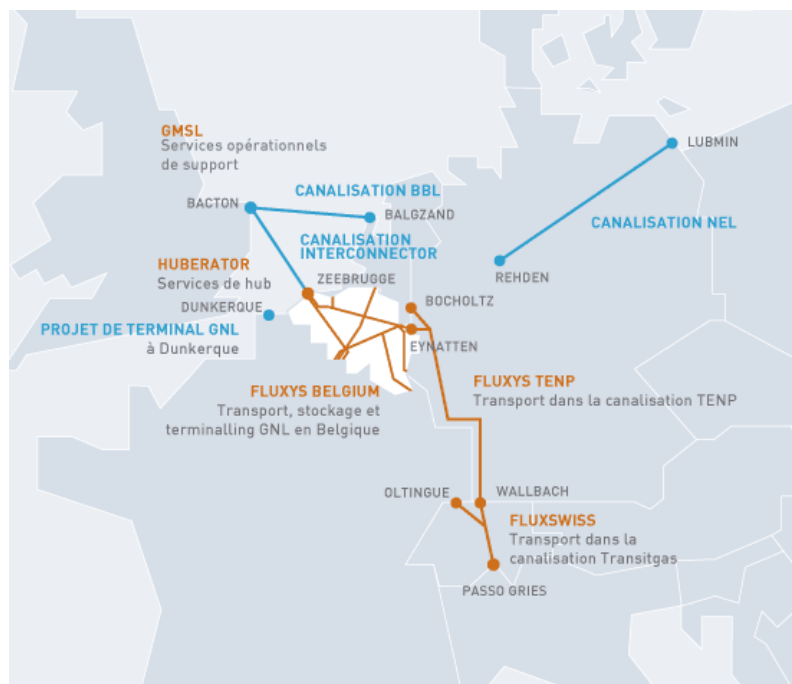 GMSL
Services opérationnels
de support
LUBMIN
CANALISATION BBL
BACTON
BALGZAND
CANALISATION NEL
CANALISATION
INTERCONNECTOR
HUBERATOR
Services de hub
ZEEBRUGGE
REHDEN
DUNKERQUE
BOCHOLTZ
PROJET DE TERMINAL GNL
à Dunkerque
EYNATTEN
FLUXYS BELGIUM
Transport, stockage et
terminalling GNL en Belgique
FLUXYS TENP
Transport dans la canalisation TENP
OLTINGUE
WALLBACH
FLUXSWISS
Transport dans la
canalisation Transitgas
PASSO GRIES